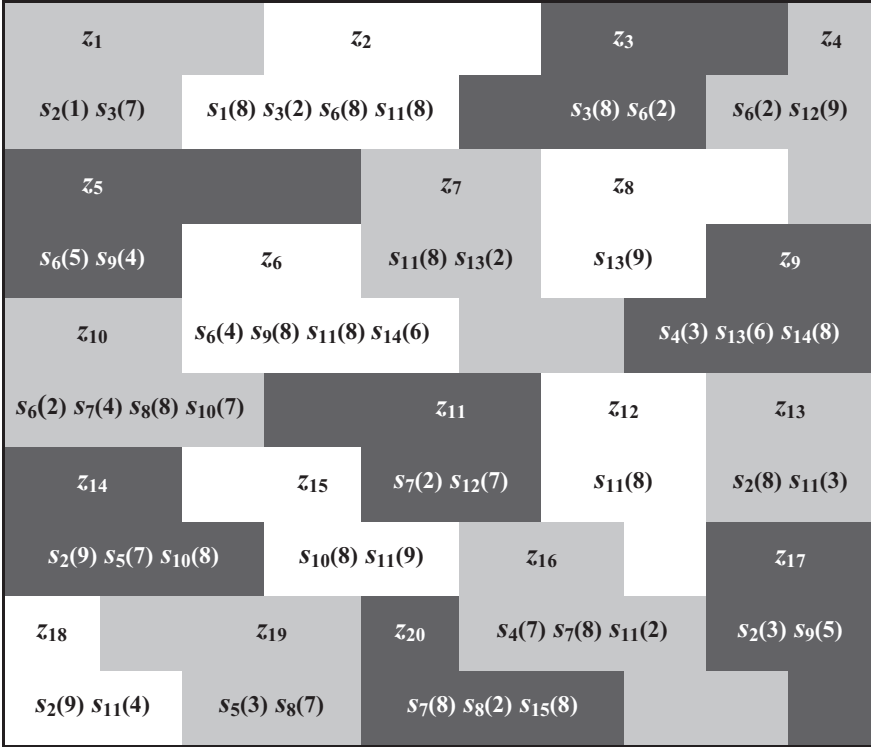 z₁ z₂ z₃ z₄
s₂(1) s₃(7) s₁(8) s₃(2) s₆(8) s₁₁(8) s₃(8) s₆(2) s₆(2) s₁₂(9)
z₅ z₇ z₈
s₆(5) s₉(4) z₆ s₁₁(8) s₁₃(2) s₁₃(9) z₉
z₁₀ s₆(4) s₉(8) s₁₁(8) s₁₄(6) s₄(3) s₁₃(6) s₁₄(8)
s₆(2) s₇(4) s₈(8) s₁₀(7) z₁₁ z₁₂ z₁₃
z₁₄ z₁₅ s₇(2) s₁₂(7) s₁₁(8) s₂(8) s₁₁(3)
s₂(9) s₅(7) s₁₀(8) s₁₀(8) s₁₁(9) z₁₆ z₁₇
z₁₈ z₁₉ z₂₀ s₄(7) s₇(8) s₁₁(2) s₂(3) s₉(5)
s₂(9) s₁₁(4) s₅(3) s₈(7) s₇(8) s₈(2) s₁₅(8)